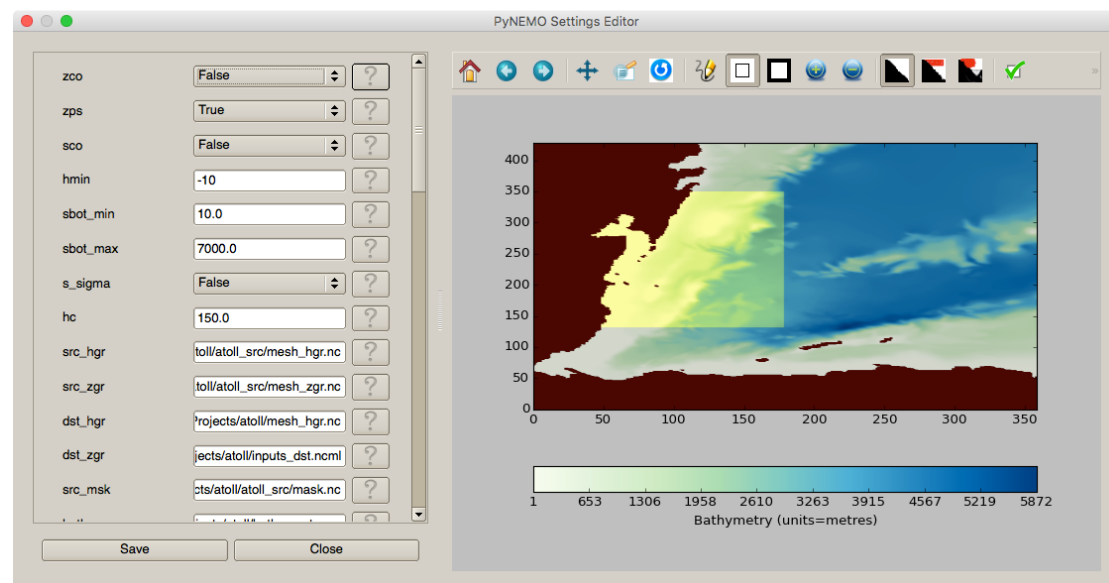 PyNEMO Settings Editor
zco False ?
zps True ?
sco False ?
hmin -10 ?
sbot_min 10.0 ?
sbot_max 7000.0 ?
s_sigma False ?
hc 150.0 ?
src_hgr toll/atoll_src/mesh_hgr.nc ?
src_zgr toll/atoll_src/mesh_zgr.nc ?
dst_hgr Projects/atoll/mesh_hgr.nc ?
dst_zgr jects/atoll/inputs_dst.ncml ?
src_msk cts/atoll/atoll_src/mask.nc ?
Save Close
»
400
350
300
250
200
150
100
50
0
0 50 100 150 200 250 300 350
1 653 1306 1958 2610 3263 3915 4567 5219 5872
Bathymetry (units=metres)